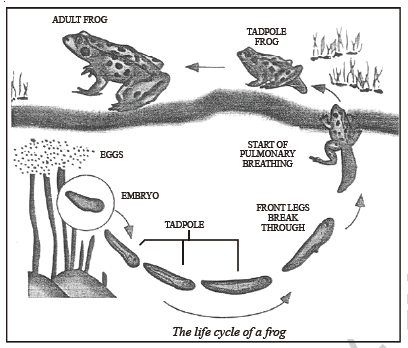 ADULT FROG
TADPOLE
FROG
EGGS
START OF
PULMONARY
BREATHING
EMBRYO
TADPOLE
FRONT LEGS
BREAK
THROUGH
The life cycle of a frog